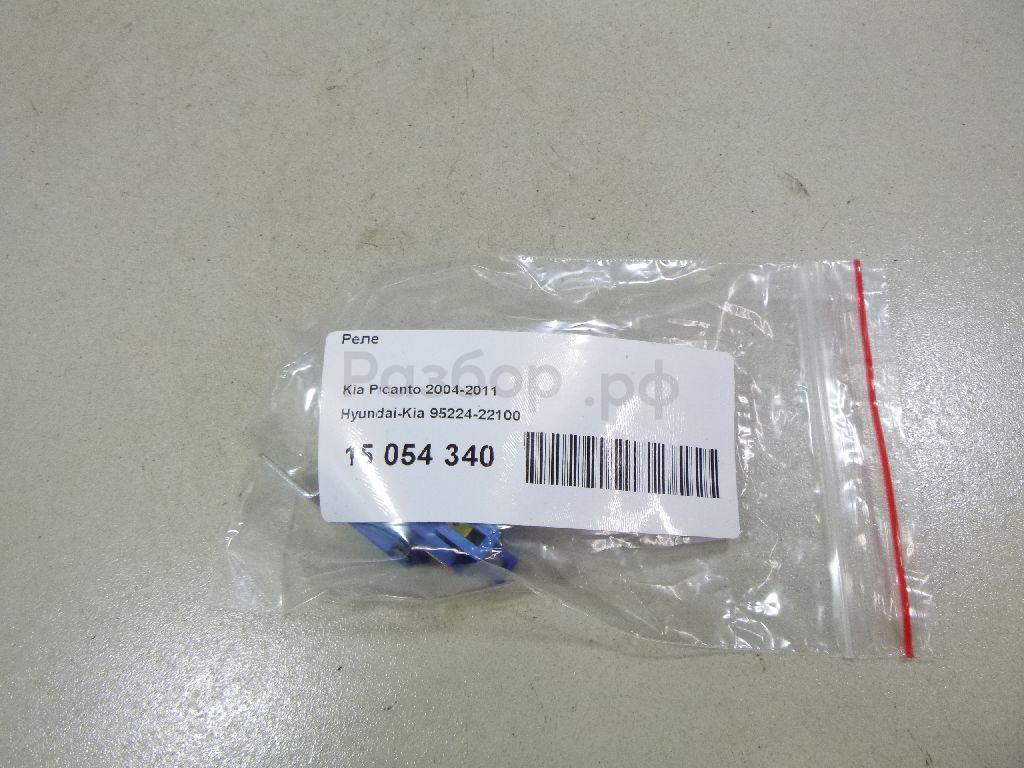 Реле
Разбор.рф
Kia Picanto 2004-2011
Hyundai-Kia 95224-22100
15 054 340